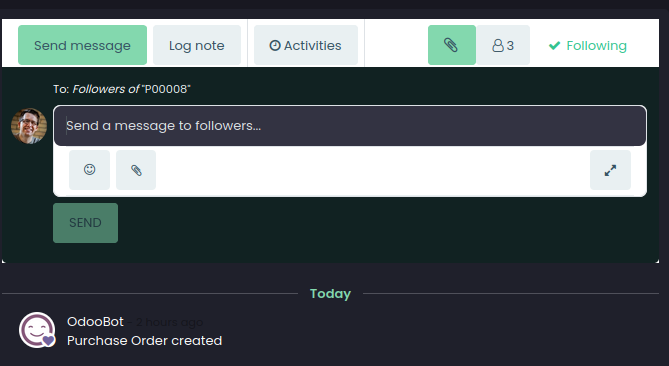 Send message Log note Activities 3 Following
To: Followers of "P00008"
Send a message to followers...
SEND
Today
OdooBot - 2 hours ago
Purchase Order created